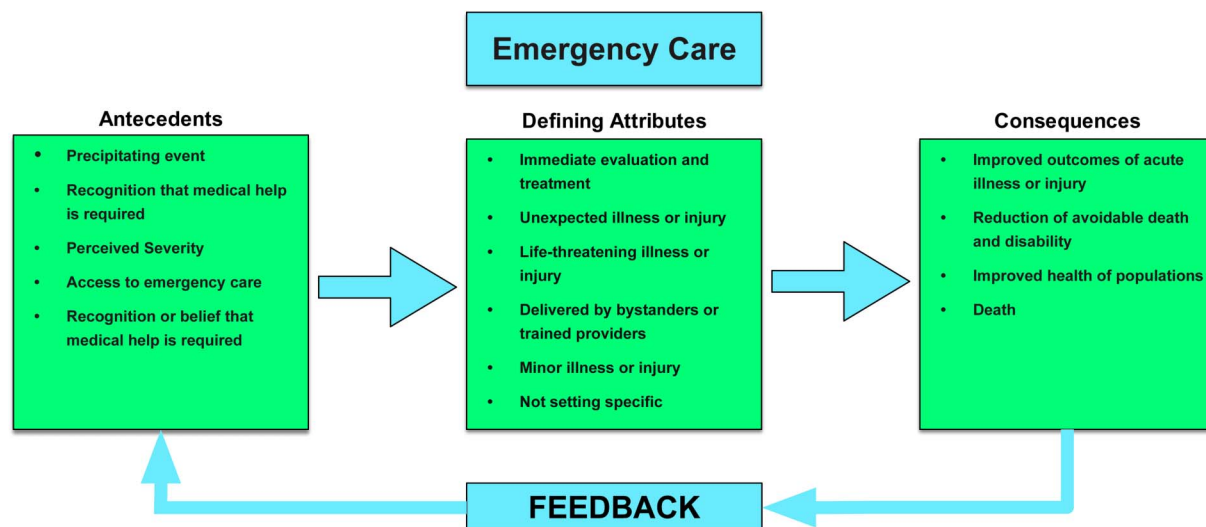 Emergency Care
Antecedents
• Precipitating event
• Recognition that medical help
is required
• Perceived Severity
• Access to emergency care
• Recognition or belief that
medical help is required
Defining Attributes
• Immediate evaluation and
treatment
• Unexpected illness or injury
• Life-threatening illness or
injury
• Delivered by bystanders or
trained providers
• Minor illness or injury
• Not setting specific
Consequences
• Improved outcomes of acute
illness or injury
• Reduction of avoidable death
and disability
• Improved health of populations
• Death
FEEDBACK